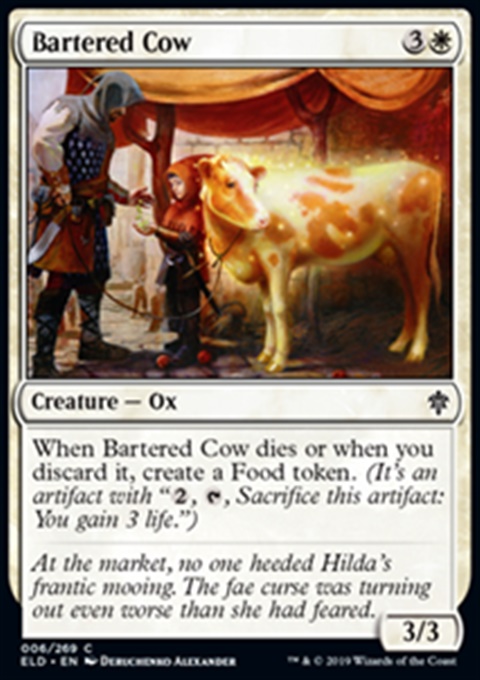 Bartered Cow 3
Creature — Ox
When Bartered Cow dies or when you
discard it, create a Food token. (It's an
artifact with “2, , Sacrifice this artifact:
You gain 3 life.”)
At the market, no one heeded Hilda's
frantic mooing. The fae curse was turning
out even worse than she had feared.
3/3
006/269 C
ELD • EN Deruchenko Alexander
™ & © 2019 Wizards of the Coast